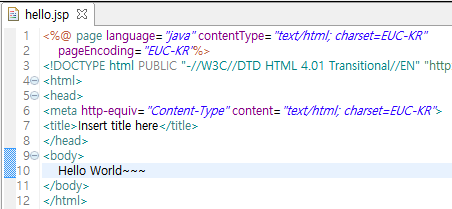 hello.jsp
1 <%@ page language="java" contentType="text/html; charset=EUC-KR"
2 pageEncoding="EUC-KR"%>
3 <!DOCTYPE html PUBLIC "-//W3C//DTD HTML 4.01 Transitional//EN" "http
4 <html>
5 <head>
6 <meta http-equiv="Content-Type" content="text/html; charset=EUC-KR">
7 <title>Insert title here</title>
8 </head>
9 <body>
10 Hello World~~~
11 </body>
12 </html>